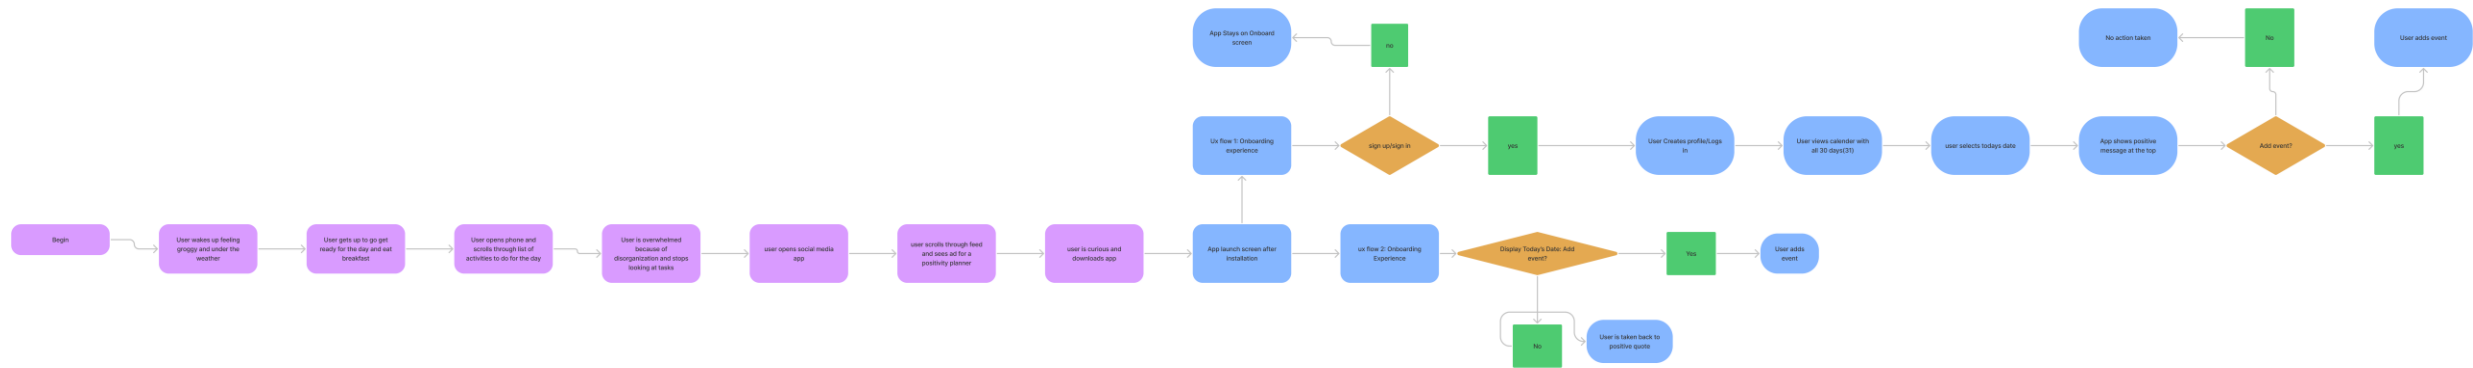 App Stays on Onboard
screen
no
No action taken
No
User adds event
Ux flow 1: Onboarding
experience
sign up/sign in
yes
User Creates profile/Logs
in
User views calender with
all 30 days(31)
user selects todays date
App shows positive
message at the top
Add event?
yes
Begin
User wakes up feeling
groggy and under the
weather
User gets up to go get
ready for the day and eat
breakfast
User opens phone and
scrolls through list of
activities to do for the day
User is overwhelmed
because of
disorganization and stops
looking at tasks
user opens social media
app
user scrolls through feed
and sees ad for a
positivity planner
user is curious and
downloads app
App launch screen after
Installation
ux flow 2: Onboarding
Experience
Display Today's Date: Add
event?
Yes
User adds
event
No
User is taken back to
positive quote